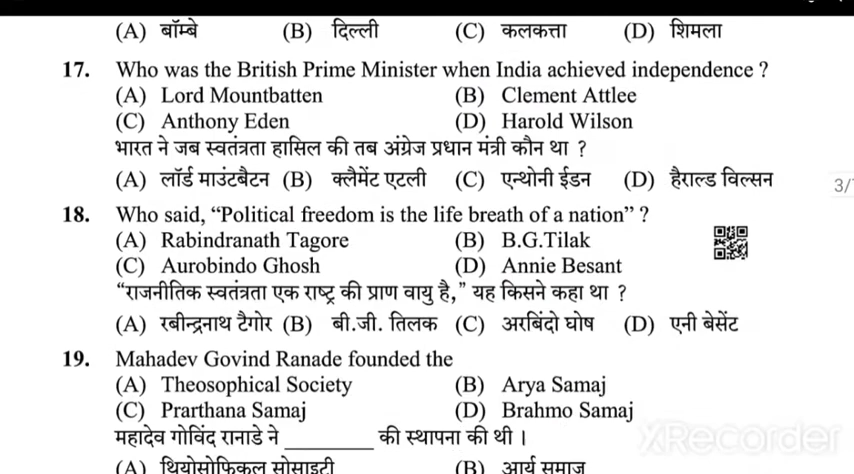 (A) बॉम्बे (B) दिल्ली (C) कलकत्ता (D) शिमला
17. Who was the British Prime Minister when India achieved independence ?
(A) Lord Mountbatten (B) Clement Attlee
(C) Anthony Eden (D) Harold Wilson
भारत ने जब स्वतंत्रता हासिल की तब अंग्रेज प्रधान मंत्री कौन था ?
(A) लॉर्ड माउंटबैटन (B) क्लैमेंट एटली (C) एन्थोनी ईडन (D) हैराल्ड विल्सन
3/
18. Who said, “Political freedom is the life breath of a nation” ?
(A) Rabindranath Tagore (B) B.G.Tilak
(C) Aurobindo Ghosh (D) Annie Besant
“राजनीतिक स्वतंत्रता एक राष्ट्र की प्राण वायु है,” यह किसने कहा था ?
(A) रबीन्द्रनाथ टैगोर (B) बी.जी. तिलक (C) अरबिंदो घोष (D) एनी बेसेंट
19. Mahadev Govind Ranade founded the
(A) Theosophical Society (B) Arya Samaj
(C) Prarthana Samaj (D) Brahmo Samaj
महादेव गोविंद रानाडे ने ________ की स्थापना की थी ।
XRecorder
(A) थियोसोफिकल सोसाइटी (B) आर्य समाज